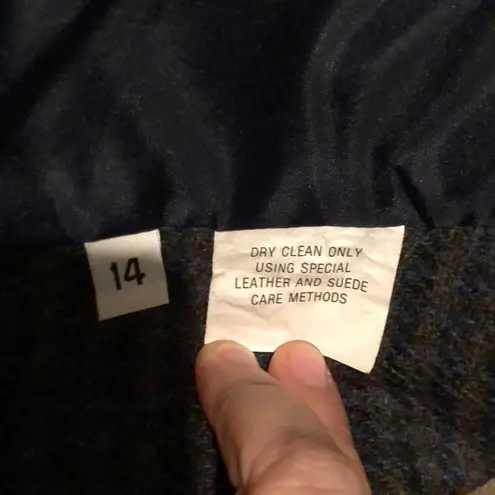 14
DRY CLEAN ONLY
USING SPECIAL
LEATHER AND SUEDE
CARE METHODS